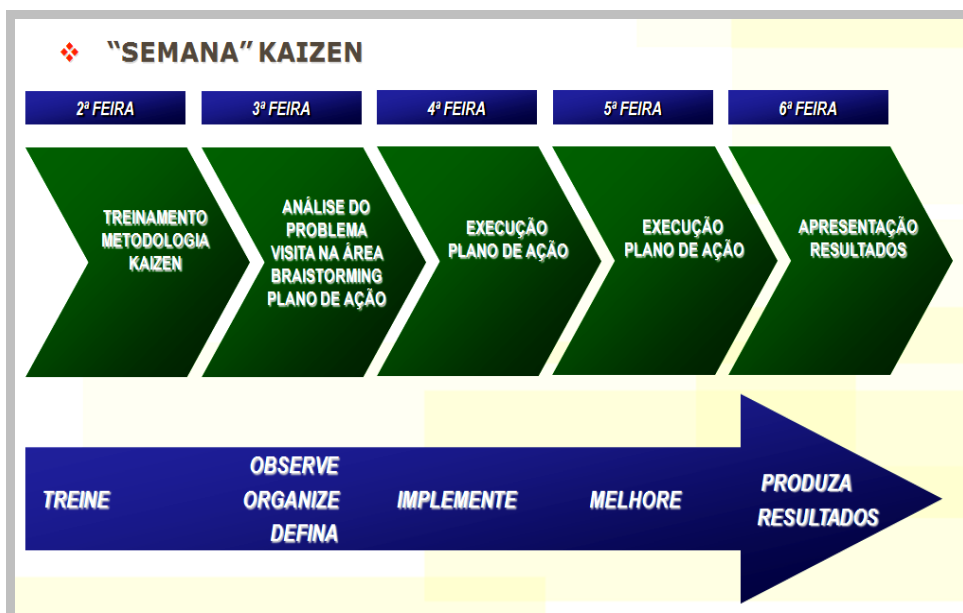 “SEMANA” KAIZEN
2ª FEIRA
3ª FEIRA
4ª FEIRA
5ª FEIRA
6ª FEIRA
TREINAMENTO
METODOLOGIA
KAIZEN
ANÁLISE DO
PROBLEMA
VISITA NA ÁREA
BRAISTORMING
PLANO DE AÇÃO
EXECUÇÃO
PLANO DE AÇÃO
EXECUÇÃO
PLANO DE AÇÃO
APRESENTAÇÃO
RESULTADOS
TREINE
OBSERVE
ORGANIZE
DEFINA
IMPLEMENTE
MELHORE
PRODUZA
RESULTADOS